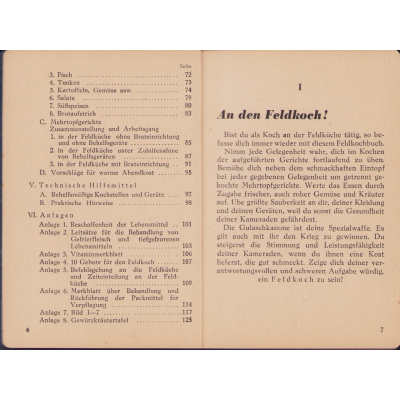 Seite
3. Fisch 72
4. Tunken 73
5. Kartoffeln, Gemüse usw. 74
6. Salate 79
7. Süßspeisen 80
8. Brotaufstrich 83
C. Mehrtopfgerichte
Zusammenstellung und Arbeitsgang
1. in der Feldküche ohne Brateinrichtung
und ohne Behelfsgeräte 85
2. in der Feldküche unter Zuhilfenahme
von Behelfsgeräten 87
3. in der Feldküche mit Brateinrichtung 91
D. Vorschläge für warme Abendkost 95
V. Technische Hilfsmittel
A. Behelfsmäßige Kochstellen und Geräte 97
B. Praktische Hinweise 98
VI. Anlagen
Anlage 1. Beschaffenheit der Lebensmittel 101
Anlage 2. Leitsätze für die Behandlung von
Gefrierfleisch und tiefgefrorenen
Lebensmitteln 103
Anlage 3. Vitaminmerkblatt 105
Anlage 4. 10 Gebote für den Feldkoch 107
Anlage 5. Befehlsgebung an die Feldküche
und Zeiteinteilung an der Feld-
küche 109
Anlage 6. Merkblatt über Behandlung und
Rückführung der Packmittel für
Verpflegung 114
Anlage 7. Bild 1—7 117
Anlage 8. Gewürzkräutertafel 125
6
I
An den Feldkoch!
Bist du als Koch an der Feldküche tätig, so be-
fasse dich immer wieder mit diesem Feldkochbuch.
Nimm jede Gelegenheit wahr, dich im Kochen
der aufgeführten Gerichte fortlaufend zu üben.
Bemühe dich neben dem schmackhaften Eintopf
bei jeder gegebenen Gelegenheit um getrennt ge-
kochte Mehrtopfgerichte. Werte das Essen durch
Zugabe frischer, roher Kräuter und Gemüse auf.
Übe größte Sauberkeit an dir, deiner Kleidung
und deinen Geräten, weil du sonst die Gesundheit
deiner Kameraden gefährdest.
Die Gulaschkanone ist deine Spezialwaffe. Es
gilt auch mit ihr den Krieg zu gewinnen. Du
steigerst die Stimmung und Leistungsfähigkeit
deiner Kameraden, wenn du ihnen eine Kost
lieferst, die gut schmeckt. Zeige dich deiner ver-
antwortungsvollen und schweren Aufgabe würdig,
ein Feldkoch zu sein!
7